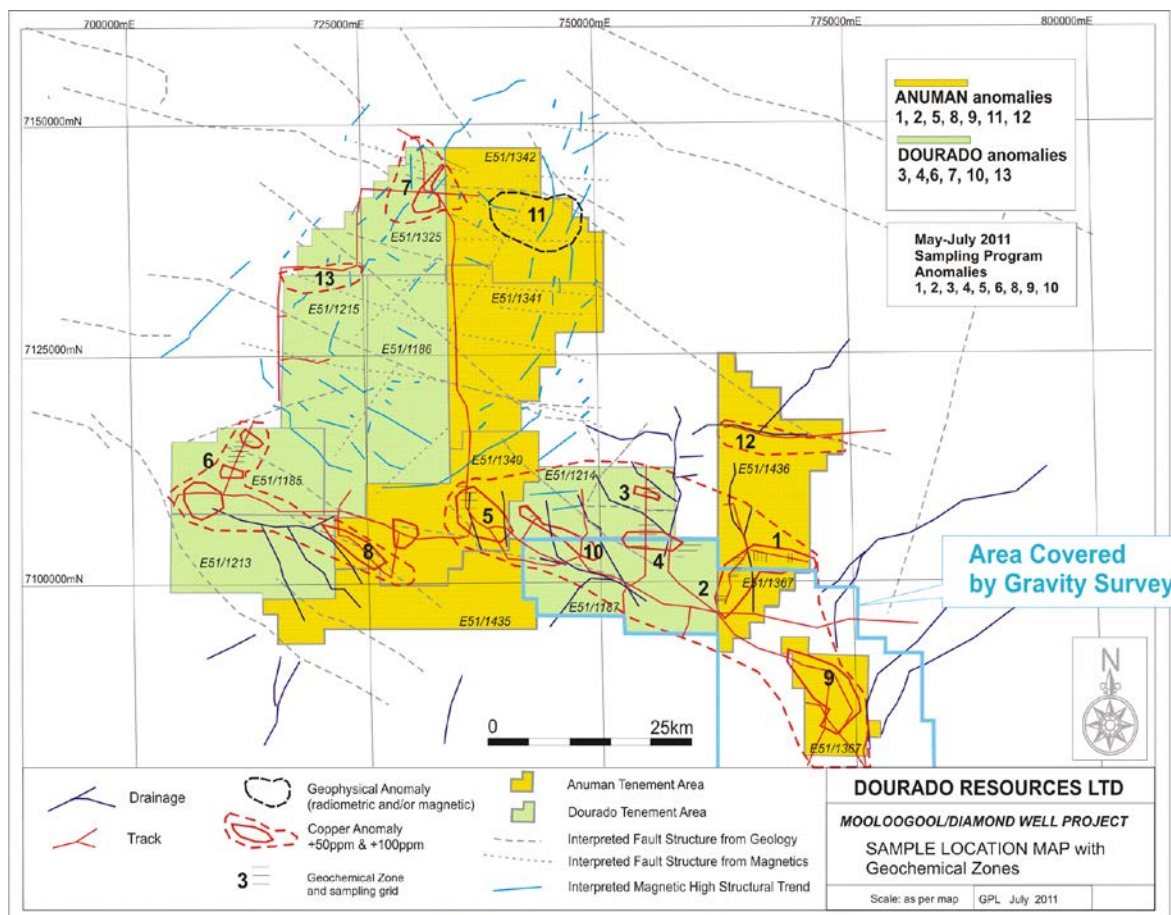 700000mE 725000mE 750000mE 775000mE 800000mE
7150000mN
7125000mN
7100000mN
ANUMAN anomalies
1, 2, 5, 8, 9, 11, 12
DOURADO anomalies
3, 4,6, 7, 10, 13
May-July 2011
Sampling Program
Anomalies
1, 2, 3, 4, 5, 6, 8, 9, 10
E51/1342
7
11
E51/1325
13
E51/1215
E51/1341
E51/1186
12
E51/1436
6
E51/1185
E51/1340
E51/1214
3
5
8
10
4
1
E51/1213
2
E51/1367
E51/1187
E51/1435
9
E51/1367
Area Covered
by Gravity Survey
N
0 25km
Drainage
Track
Geophysical Anomaly
(radiometric and/or magnetic)
Copper Anomaly
+50ppm & +100ppm
3
Geochemical Zone
and sampling grid
Anuman Tenement Area
Dourado Tenement Area
Interpreted Fault Structure from Geology
Interpreted Fault Structure from Magnetics
Interpreted Magnetic High Structural Trend
DOURADO RESOURCES LTD
MOOLOOGOOL/DIAMOND WELL PROJECT
SAMPLE LOCATION MAP with
Geochemical Zones
Scale: as per map GPL July 2011